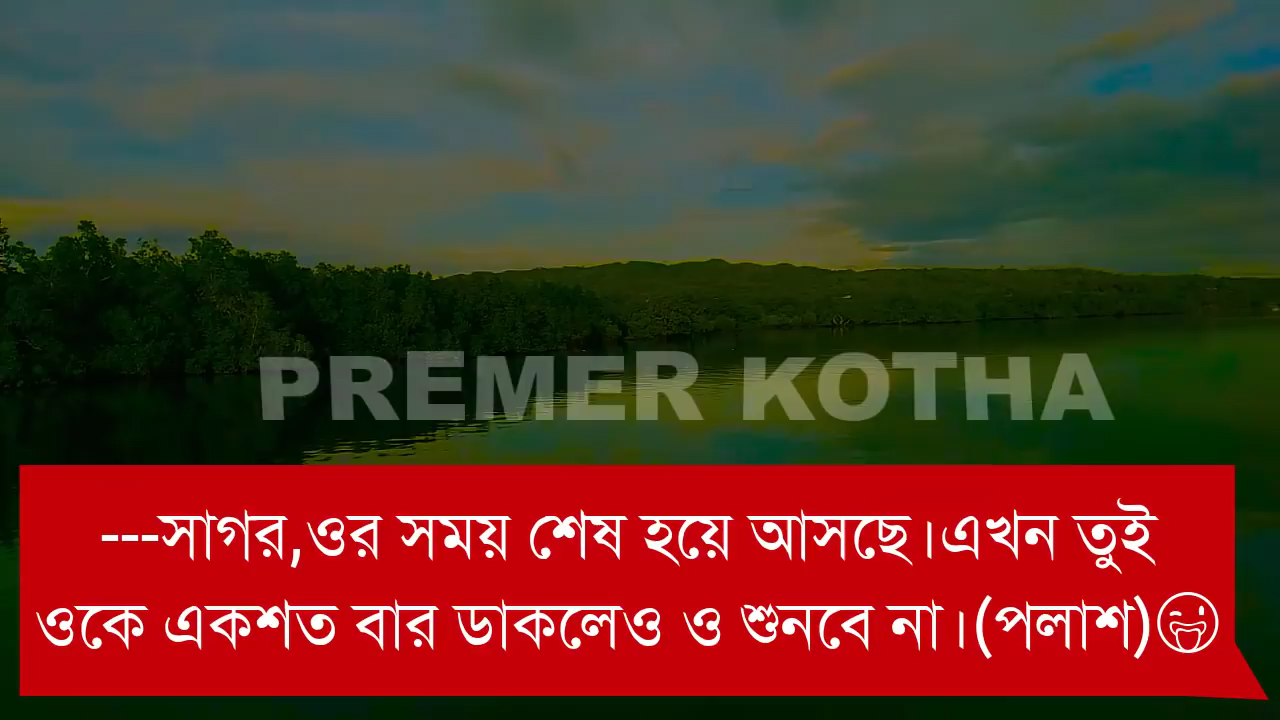 PREMER KOTHA
---সাগর,ওর সময় শেষ হয়ে আসছে।এখন তুই
ওকে একশত বার ডাকলেও ও শুনবে না।(পলাশ)😜